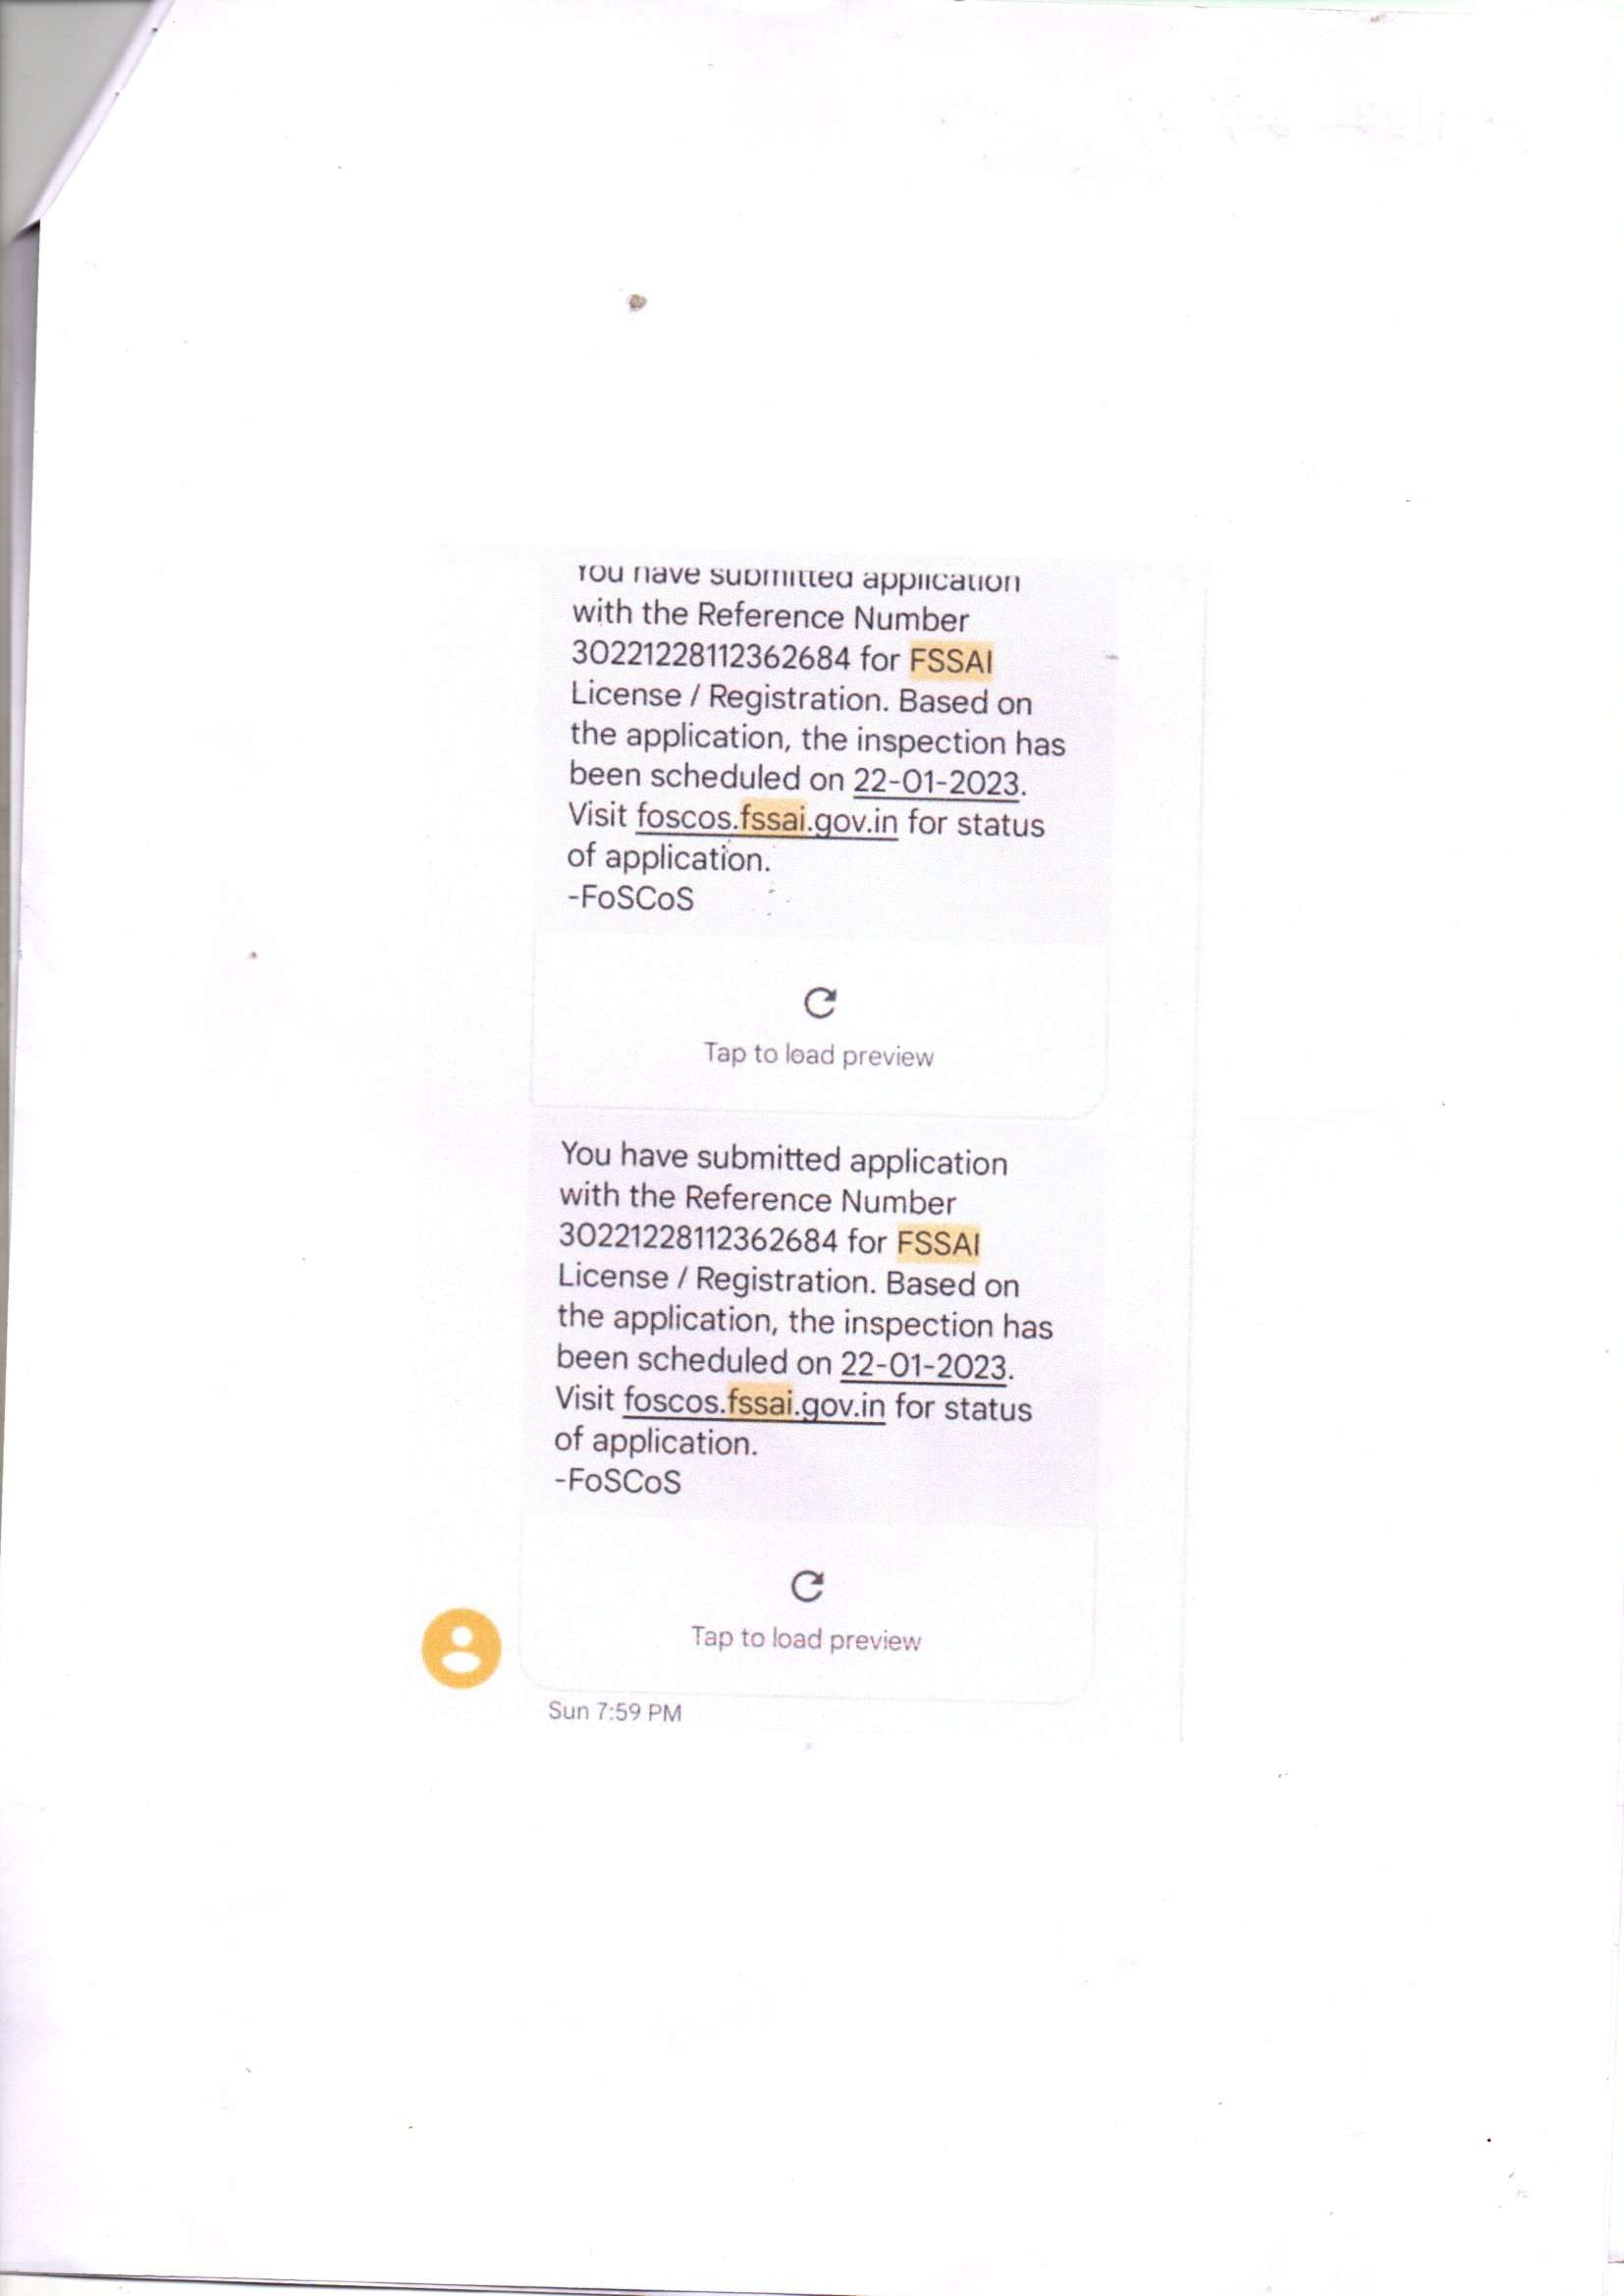 You have submitted application
with the Reference Number
30221228112362684 for FSSAI
License / Registration. Based on
the application, the inspection has
been scheduled on 22-01-2023.
Visit foscos.fssai.gov.in for status
of application.
-FoSCoS
Tap to load preview
You have submitted application
with the Reference Number
30221228112362684 for FSSAI
License / Registration. Based on
the application, the inspection has
been scheduled on 22-01-2023.
Visit foscos.fssai.gov.in for status
of application.
-FoSCoS
Tap to load preview
Sun 7:59 PM